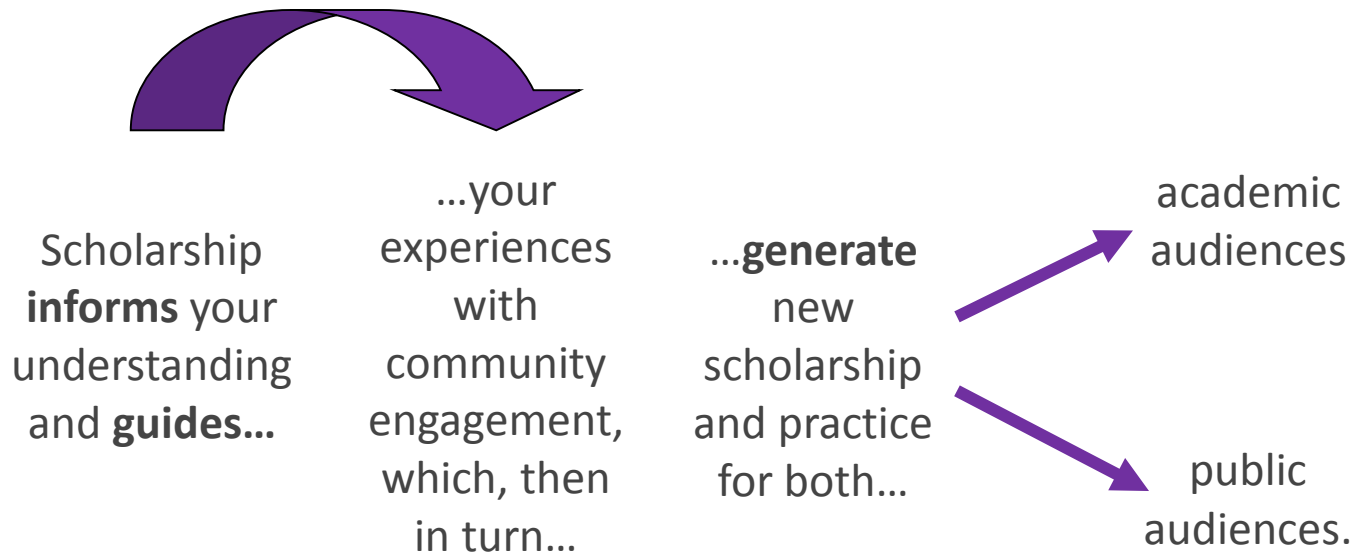 Scholarship
informs your
understanding
and guides…
…your
experiences
with
community
engagement,
which, then
in turn…
…generate
new
scholarship
and practice
for both…
academic
audiences
public
audiences.